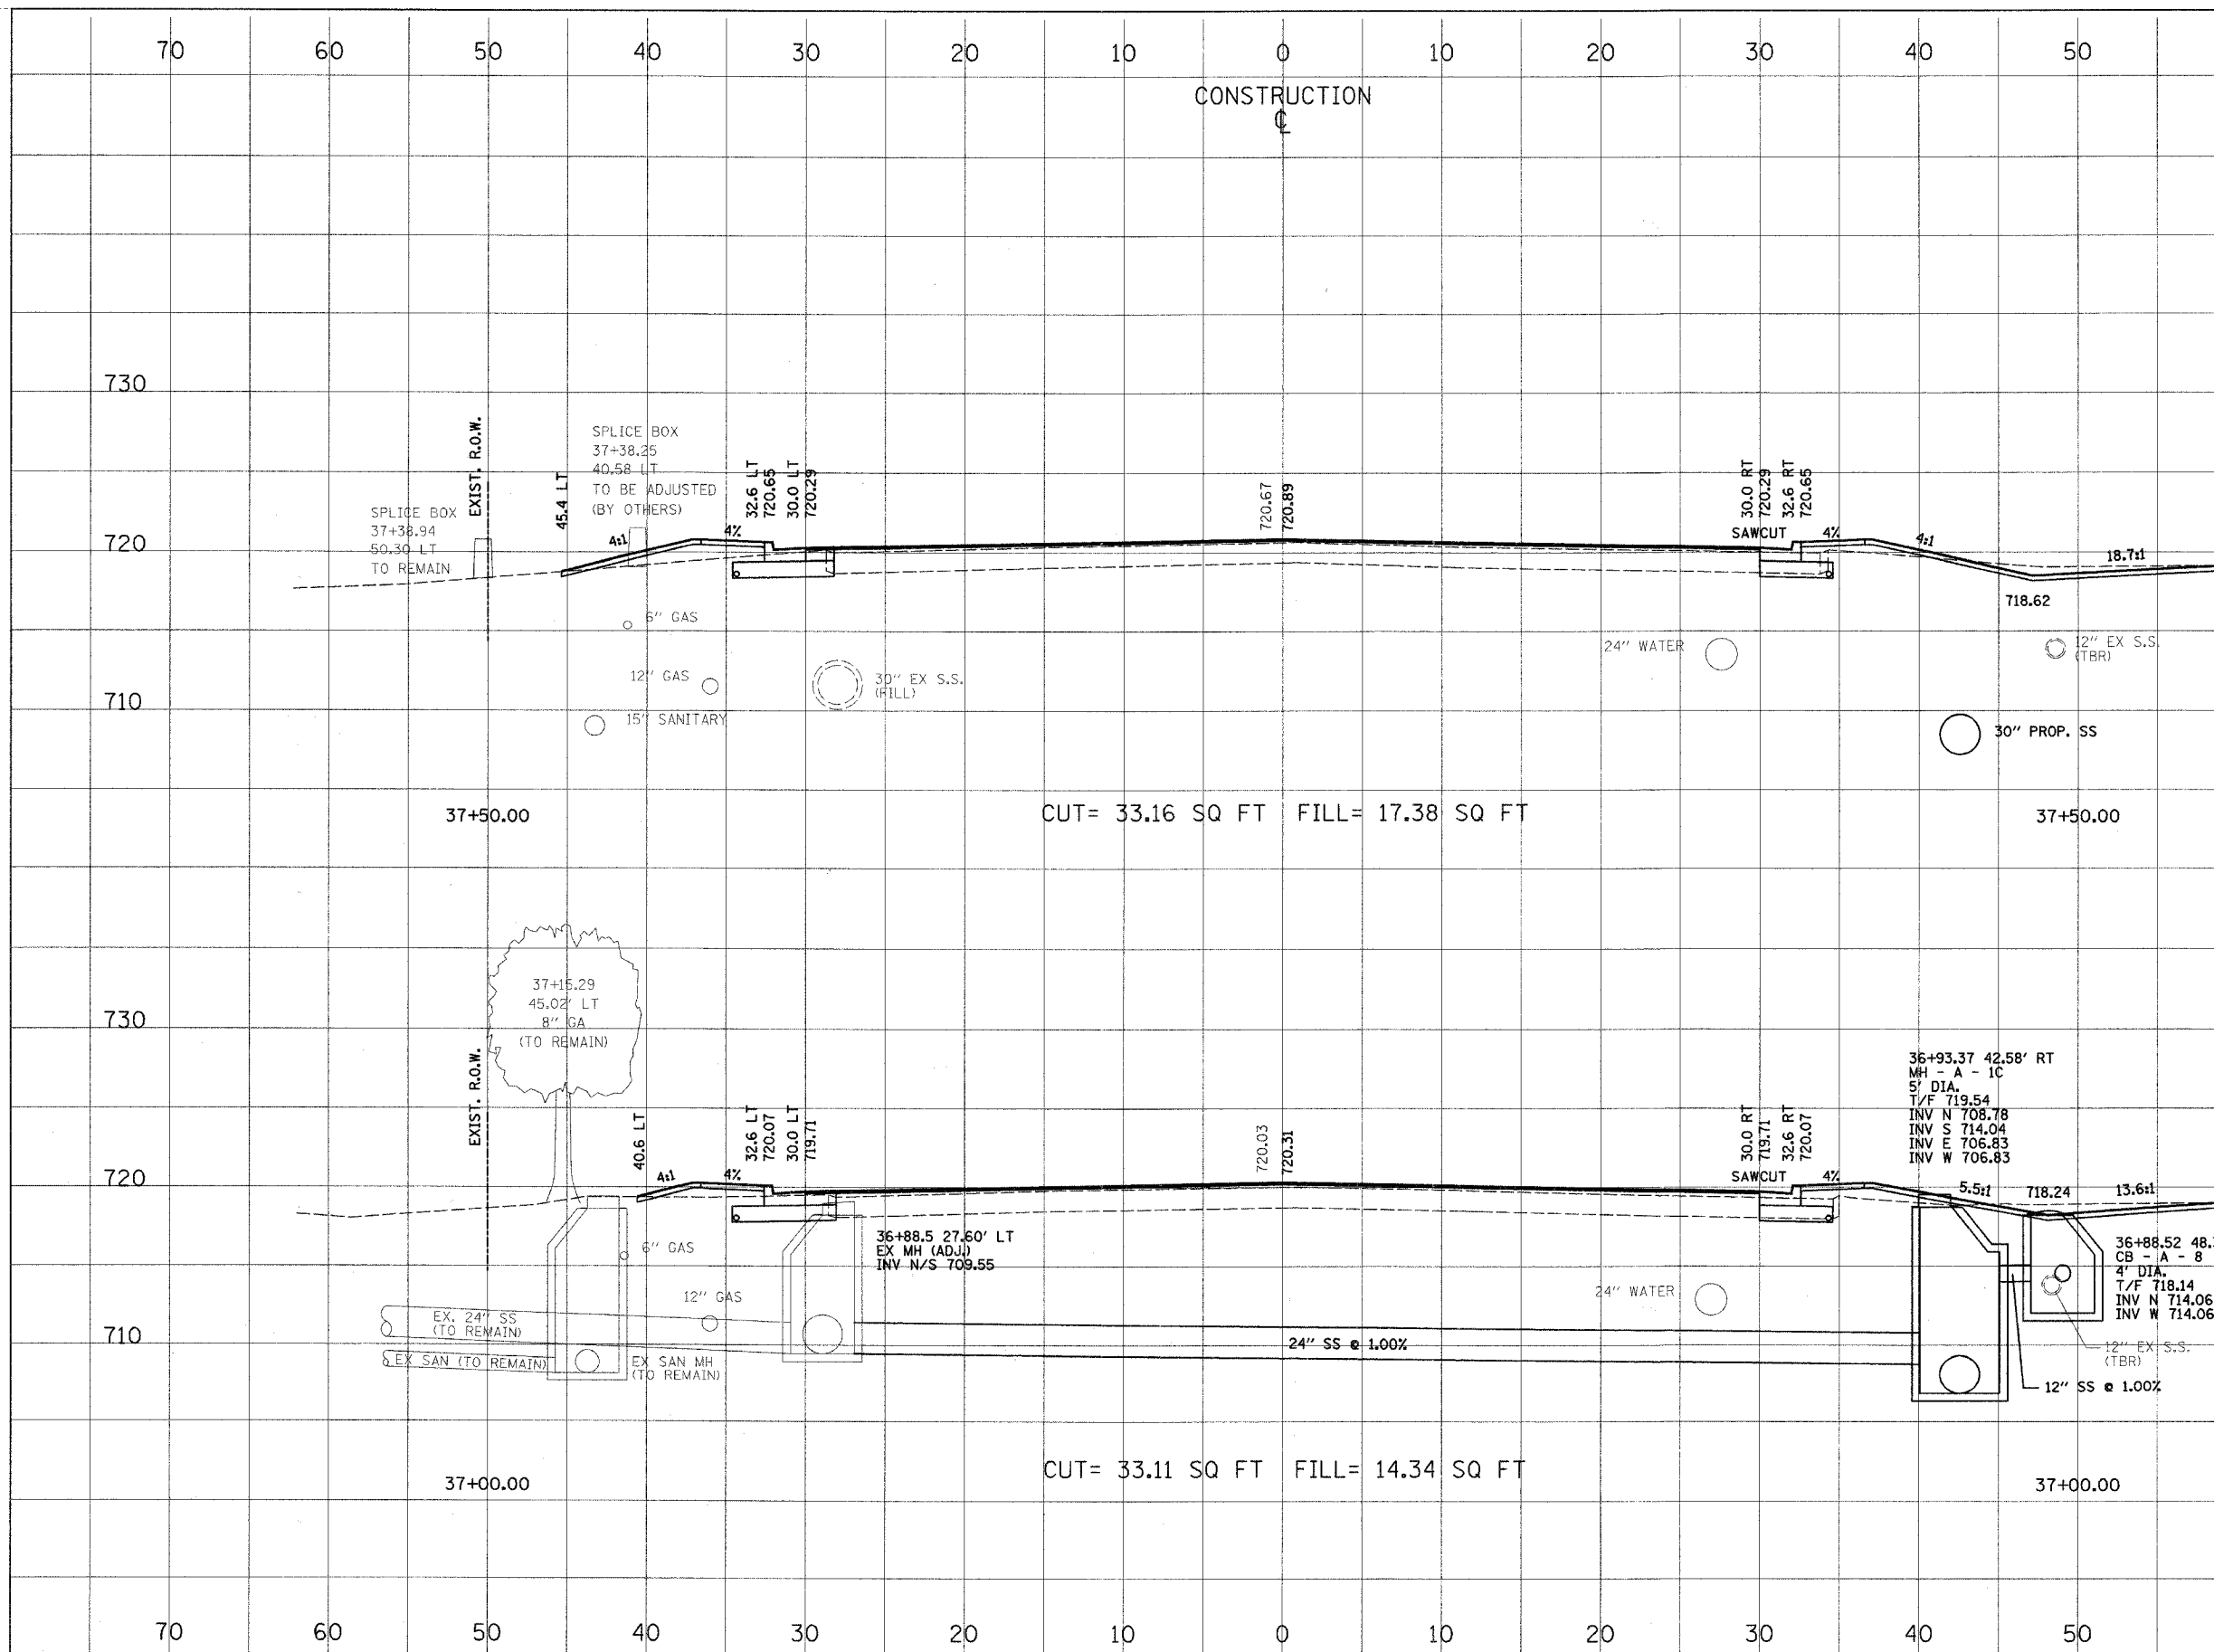 70 60 50 40 30 20 10 0 10 20 30 40 50
CONSTRUCTION
℄
730
EXIST. R.O.W.
SPLICE BOX
37+38.25
40.58 LT
TO BE ADJUSTED
(BY OTHERS)
SPLICE BOX
37+38.94
50.30 LT
TO REMAIN
45.4 LT
32.6 LT
720.65
30.0 LT
720.29
720.67
720.89
30.0 RT
720.29
32.6 RT
720.65
720
4:1
4%
SAWCUT
4%
4:1
18.7:1
718.62
6" GAS
24" WATER
12" EX S.S.
(TBR)
12" GAS
30" EX S.S.
(FILL)
710
15" SANITARY
30" PROP. SS
37+50.00
CUT= 33.16 SQ FT FILL= 17.38 SQ FT
37+50.00
37+15.29
45.02' LT
8" GA
(TO REMAIN)
730
EXIST. R.O.W.
36+93.37 42.58' RT
MH - A - 1C
5' DIA.
T/F 719.54
INV N 708.78
INV S 714.04
INV E 706.83
INV W 706.83
40.6 LT
32.6 LT
720.07
30.0 LT
719.71
720.03
720.31
30.0 RT
719.71
32.6 RT
720.07
720
4:1
4%
SAWCUT
4%
5.5:1
718.24
13.6:1
36+88.5 27.60' LT
EX MH (ADJ.)
INV N/S 709.55
6" GAS
36+88.52 48.
CB - A - 8
4' DIA.
T/F 718.14
INV N 714.06
INV W 714.06
12" GAS
24" WATER
EX. 24" SS
(TO REMAIN)
710
24" SS @ 1.00%
EX SAN (TO REMAIN)
EX SAN MH
(TO REMAIN)
12" EX S.S.
(TBR)
12" SS @ 1.00%
37+00.00
CUT= 33.11 SQ FT FILL= 14.34 SQ FT
37+00.00
70 60 50 40 30 20 10 0 10 20 30 40 50